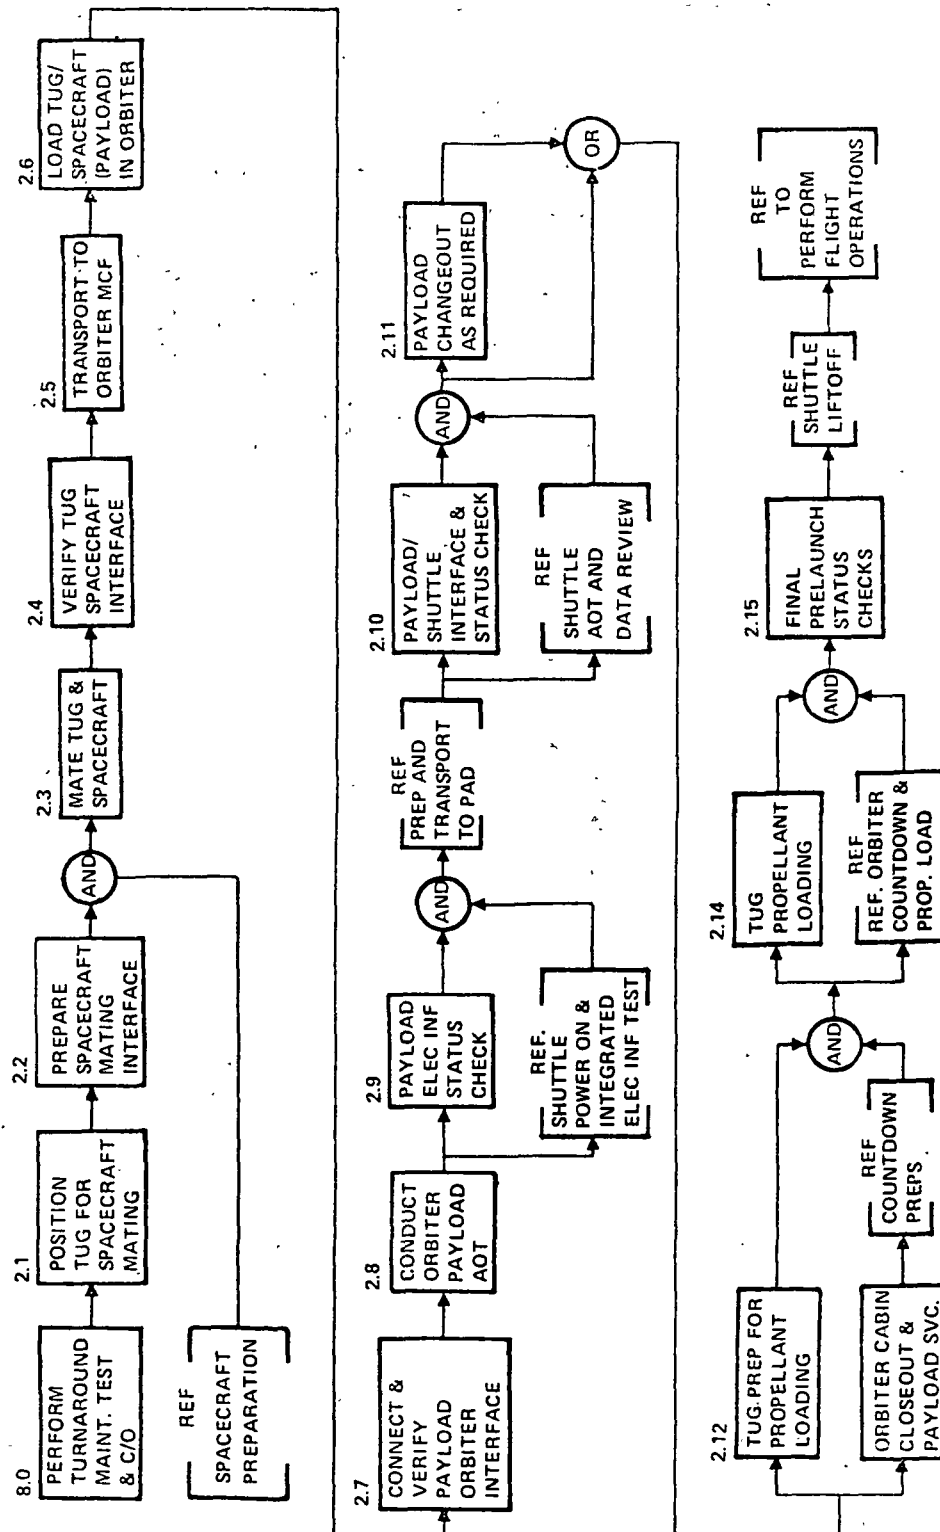 8.0
PERFORM
TURNAROUND
MAINT. TEST
& C/O
REF
SPACECRAFT
PREPARATION
2.1
POSITION
TUG FOR
SPACECRAFT
MATING
2.2
PREPARE
SPACECRAFT
MATING
INTERFACE
AND
2.3
MATE TUG &
SPACECRAFT
2.4
VERIFY TUG
SPACECRAFT
INTERFACE
2.5
TRANSPORT TO
ORBITER MCF
2.6
LOAD TUG/
SPACECRAFT
(PAYLOAD)
IN ORBITER
2.7
CONNECT &
VERIFY
PAYLOAD
ORBITER
INTERFACE
2.8
CONDUCT
ORBITER
PAYLOAD
AOT
2.9
PAYLOAD
ELEC INF
STATUS
CHECK
REF.
SHUTTLE
POWER ON &
INTEGRATED
ELEC INF TEST
AND
REF
PREP AND
TRANSPORT
TO PAD
2.10
PAYLOAD/
SHUTTLE
INTERFACE &
STATUS CHECK
REF
SHUTTLE
AOT AND
DATA REVIEW
AND
2.11
PAYLOAD
CHANGEOUT
AS REQUIRED
OR
2.12
TUG PREP FOR
PROPELLANT
LOADING
ORBITER CABIN
CLOSEOUT &
PAYLOAD SVC.
REF
COUNTDOWN
PREPS
AND
2.14
TUG
PROPELLANT
LOADING
REF
REF. ORBITER
COUNTDOWN &
PROP. LOAD
AND
2.15
FINAL
PRELAUNCH
STATUS
CHECKS
REF
SHUTTLE
LIFTOFF
REF
TO
PERFORM
FLIGHT
OPERATIONS